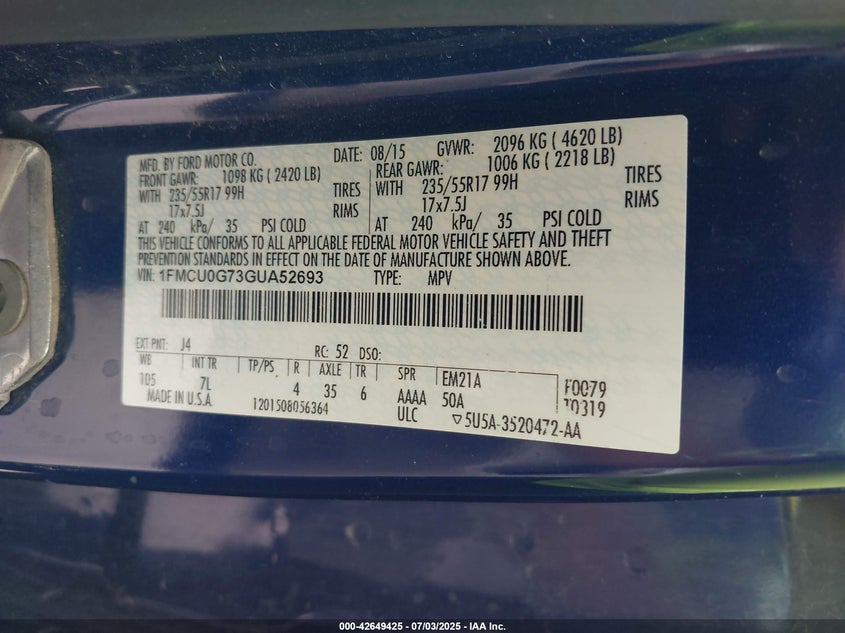 MFD. BY FORD MOTOR CO. DATE: 08/15 GVWR: 2096 KG ( 4620 LB)
FRONT GAWR: 1098 KG ( 2420 LB) REAR GAWR: 1006 KG ( 2218 LB)
WITH 235/55R17 99H TIRES WITH 235/55R17 99H TIRES
17x7.5J RIMS 17x7.5J RIMS
AT 240 kPa/ 35 PSI COLD AT 240 kPa/ 35 PSI COLD
THIS VEHICLE CONFORMS TO ALL APPLICABLE FEDERAL MOTOR VEHICLE SAFETY AND THEFT
PREVENTION STANDARDS IN EFFECT ON THE DATE OF MANUFACTURE SHOWN ABOVE.
VIN: 1FMCU0G73GUA52693 TYPE: MPV
EXT PNT: J4 RC: 52 DSO:
WB INT TR TP/PS R AXLE TR SPR EM21A F0079
105 7L 4 35 6 AAAA 50A T0319
MADE IN U.S.A. 1201508056364 ULC ▽5U5A-3520472-AA
000-42649425 - 07/03/2025 - IAA Inc.